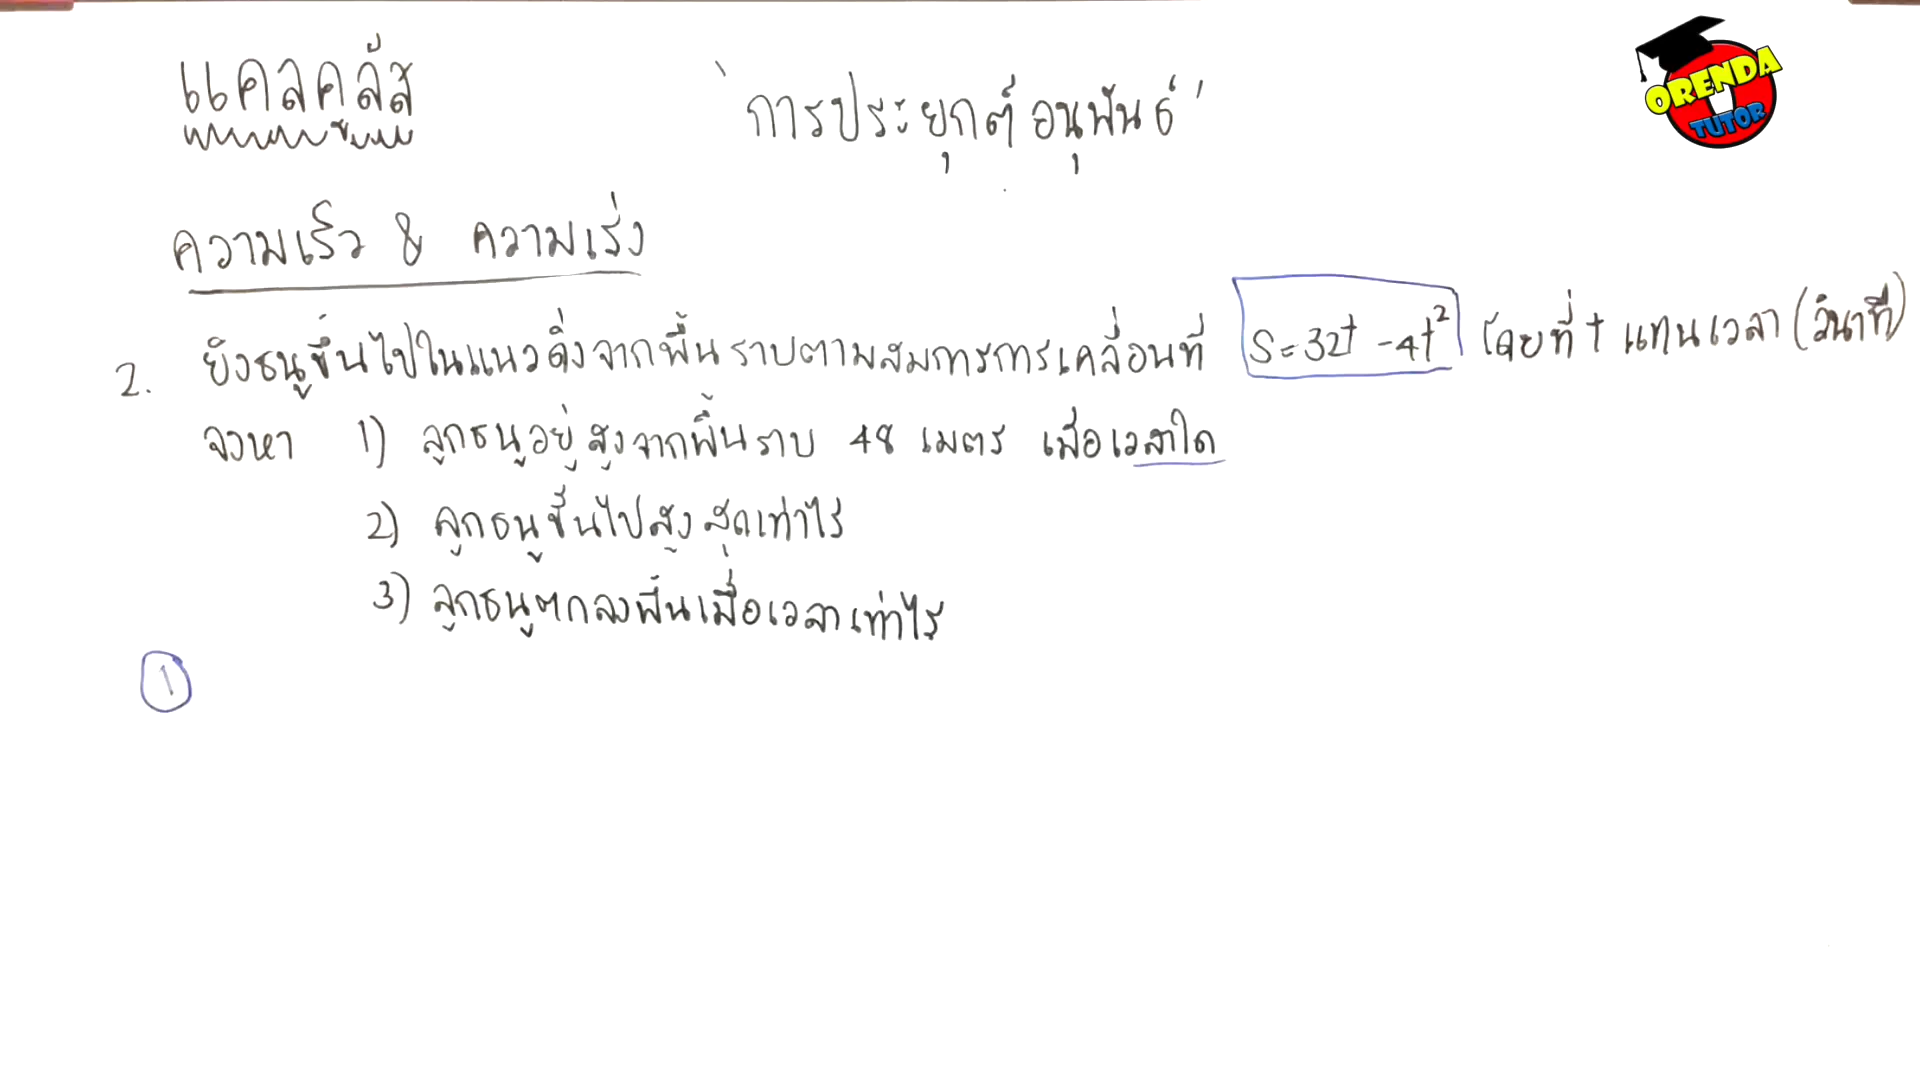 แคลคูลัส
"การประยุกต์อนุพันธ์"
ORENDA
TUTOR
ความเร็ว & ความเร่ง
2. ยิงธนูขึ้นไปในแนวดิ่งจากพื้นราบตามสมการการเคลื่อนที่ S=32t -4t² โดยที่ t แทนเวลา (วินาที)
จงหา 1) ลูกธนูอยู่สูงจากพื้นราบ 48 เมตร เมื่อเวลาใด
2) ลูกธนูขึ้นไปสูงสุดเท่าไร
3) ลูกธนูตกลงพื้นเมื่อเวลาเท่าไร
1